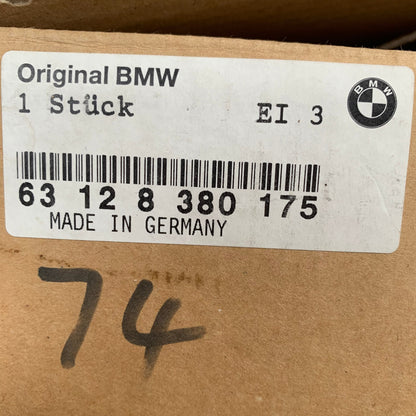 Original BMW
1 Stück EI 3
BMW
63 12 8 380 175
MADE IN GERMANY
74